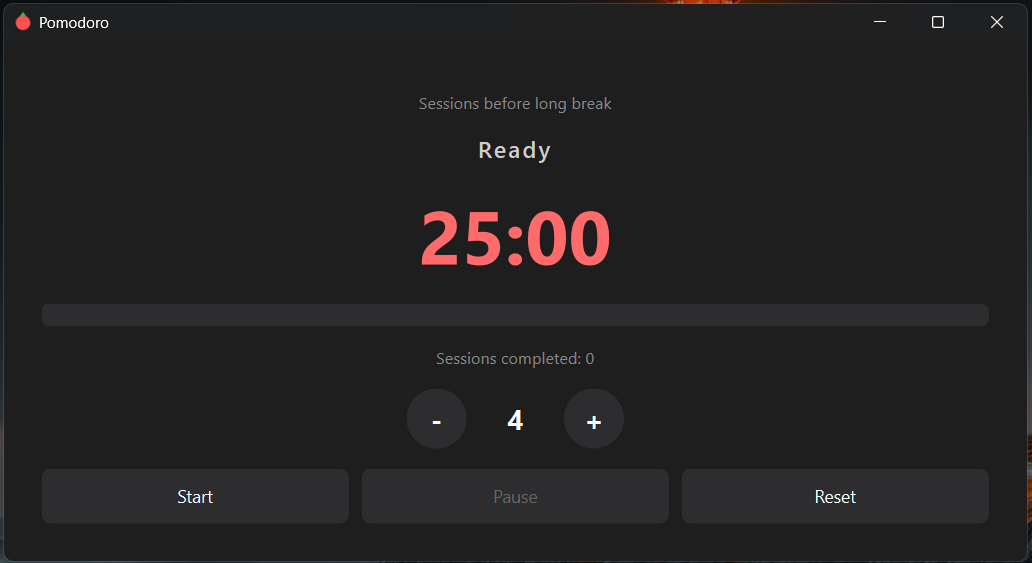 Pomodoro
Sessions before long break
Ready
25:00
Sessions completed: 0
- 4 +
Start Pause Reset